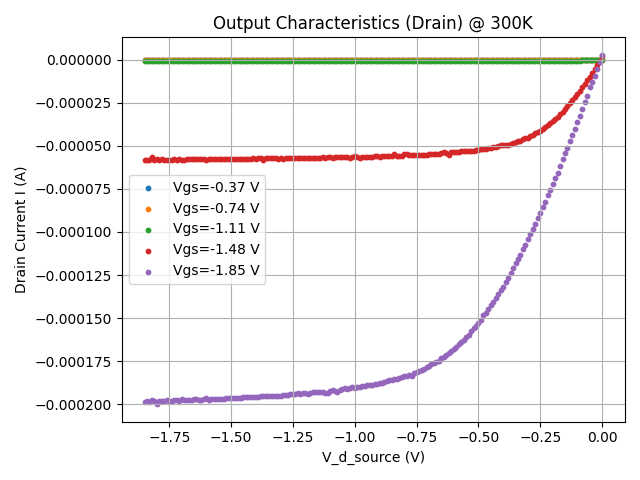 Output Characteristics (Drain) @ 300K
Drain Current I (A)
0.000000
−0.000025
−0.000050
−0.000075
−0.000100
−0.000125
−0.000150
−0.000175
−0.000200
Vgs=-0.37 V
Vgs=-0.74 V
Vgs=-1.11 V
Vgs=-1.48 V
Vgs=-1.85 V
−1.75 −1.50 −1.25 −1.00 −0.75 −0.50 −0.25 0.00
V_d_source (V)